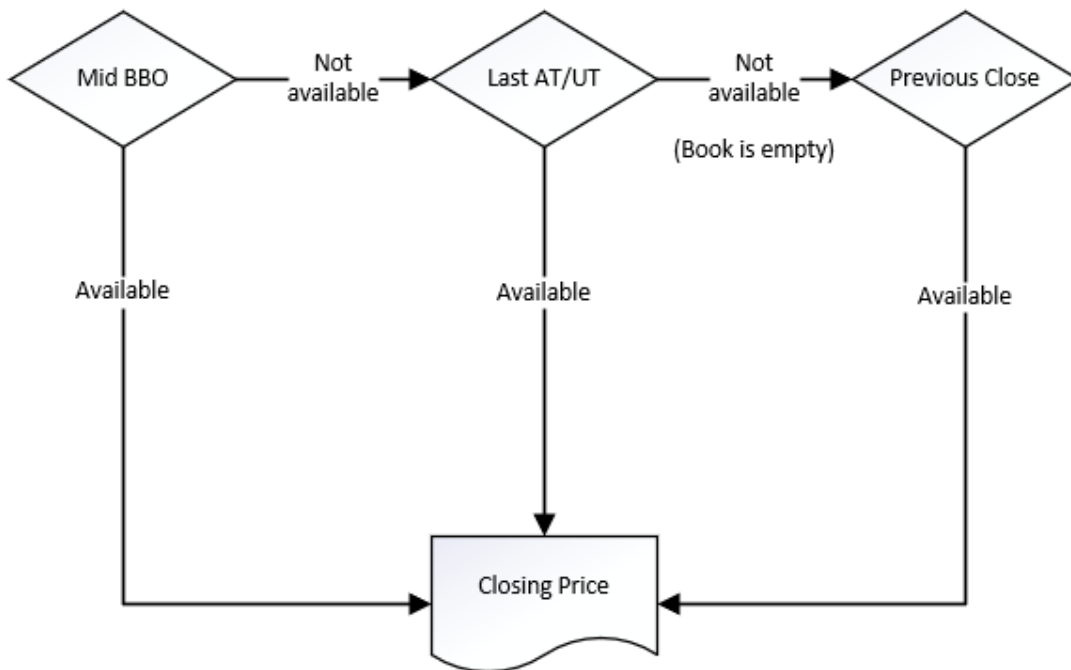 Mid BBO
Not
available
Last AT/UT
Not
available
Previous Close
(Book is empty)
Available
Available
Available
Closing Price